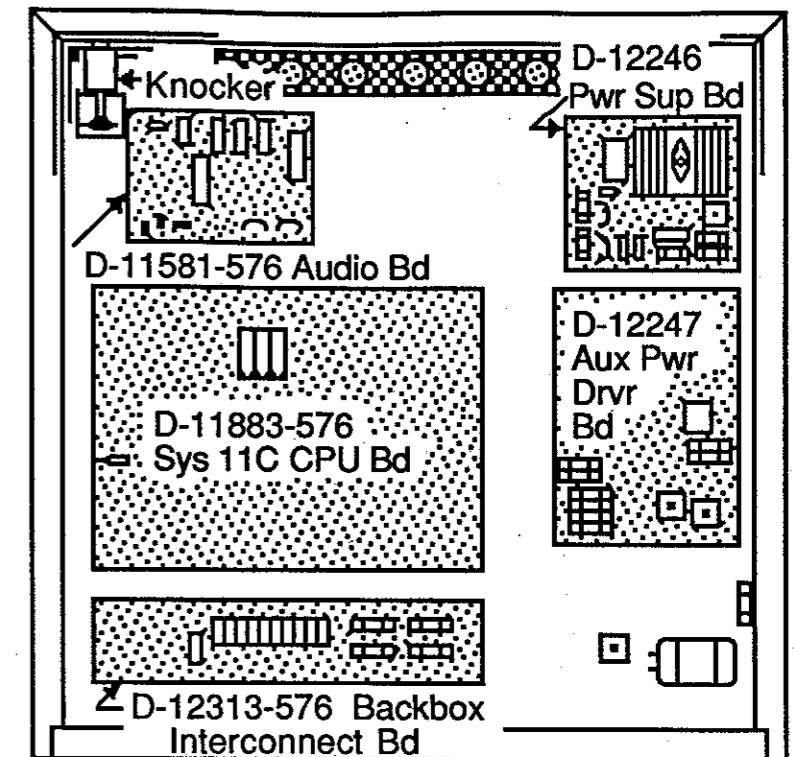 Knocker
D-12246
Pwr Sup Bd
D-11581-576 Audio Bd
D-12247
Aux Pwr
Drvr
Bd
D-11883-576
Sys 11C CPU Bd
D-12313-576 Backbox
Interconnect Bd